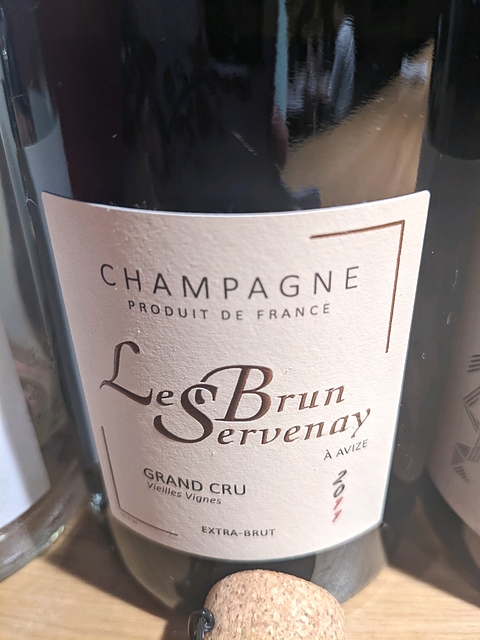 CHAMPAGNE
PRODUIT DE FRANCE
Le Brun
Servenay
À AVIZE
GRAND CRU
Vieilles Vignes
EXTRA-BRUT